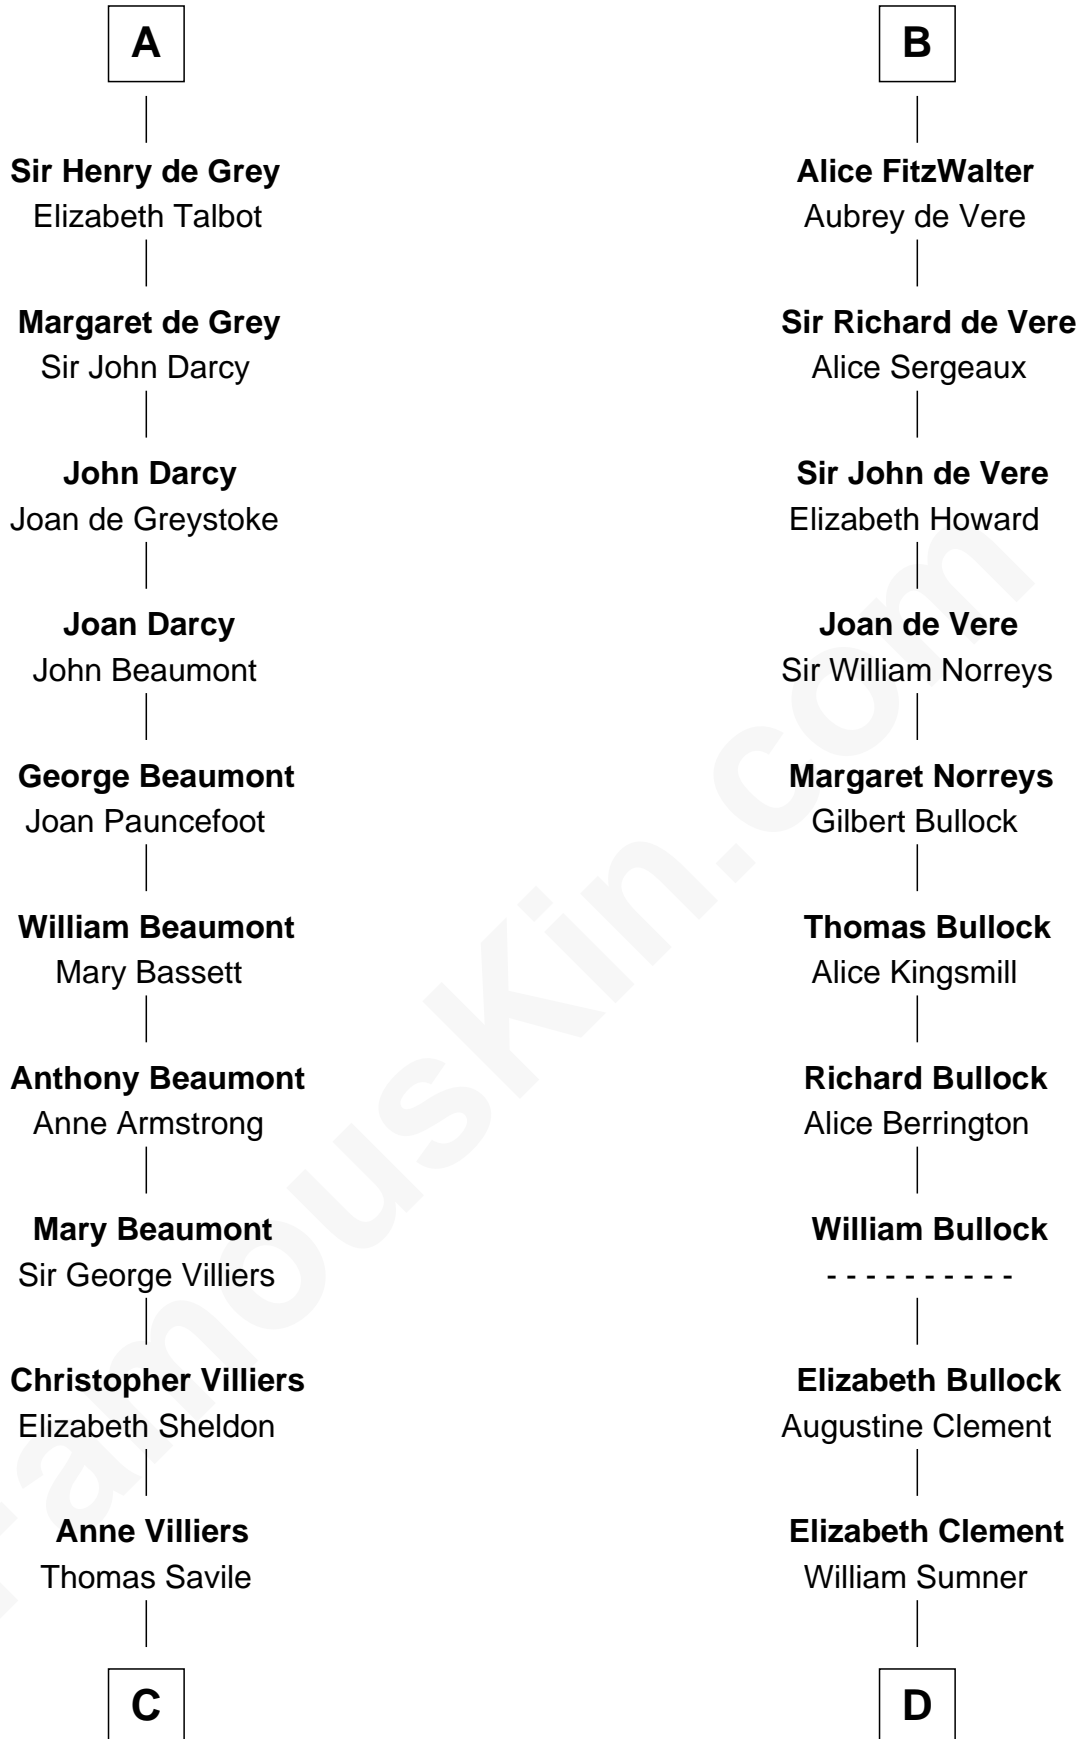 A
Sir Henry de Grey
Elizabeth Talbot
Margaret de Grey
Sir John Darcy
John Darcy
Joan de Greystoke
Joan Darcy
John Beaumont
George Beaumont
Joan Pauncefoot
William Beaumont
Mary Bassett
Anthony Beaumont
Anne Armstrong
Mary Beaumont
Sir George Villiers
Christopher Villiers
Elizabeth Sheldon
Anne Villiers
Thomas Savile
C
B
Alice FitzWalter
Aubrey de Vere
Sir Richard de Vere
Alice Sergeaux
Sir John de Vere
Elizabeth Howard
Joan de Vere
Sir William Norreys
Margaret Norreys
Gilbert Bullock
Thomas Bullock
Alice Kingsmill
Richard Bullock
Alice Berrington
William Bullock
- - - - - - - - - -
Elizabeth Bullock
Augustine Clement
Elizabeth Clement
William Sumner
D
FamousKin.com